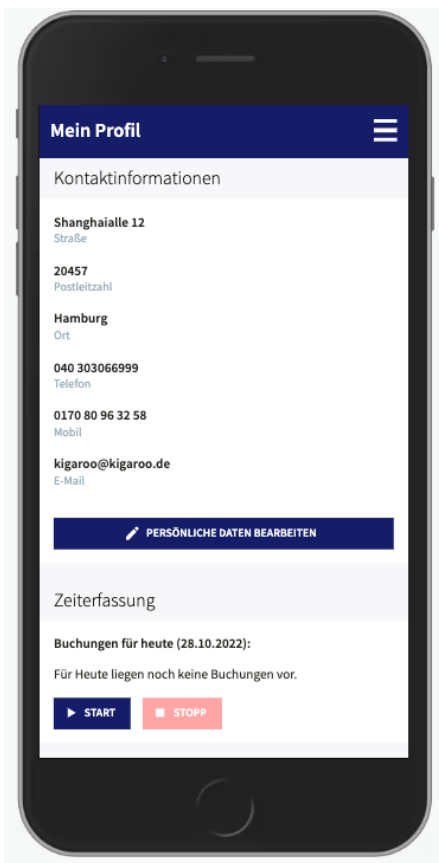 Mein Profil
Kontaktinformationen
Shanghaialle 12
Straße
20457
Postleitzahl
Hamburg
Ort
040 303066999
Telefon
0170 80 96 32 58
Mobil
kigaroo@kigaroo.de
E-Mail
PERSÖNLICHE DATEN BEARBEITEN
Zeiterfassung
Buchungen für heute (28.10.2022):
Für Heute liegen noch keine Buchungen vor.
START STOPP